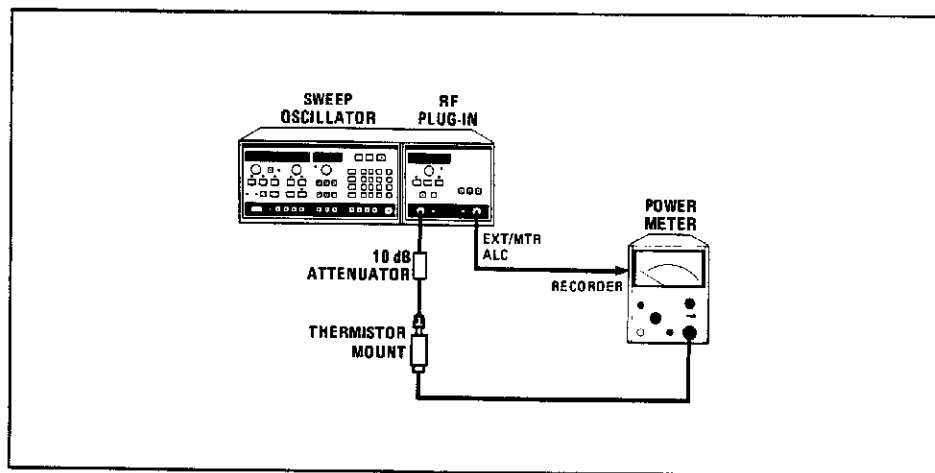 SWEEP
OSCILLATOR
RF
PLUG-IN
POWER
METER
EXT/MTR
ALC
10 dB
ATTENUATOR
RECORDER
THERMISTOR
MOUNT